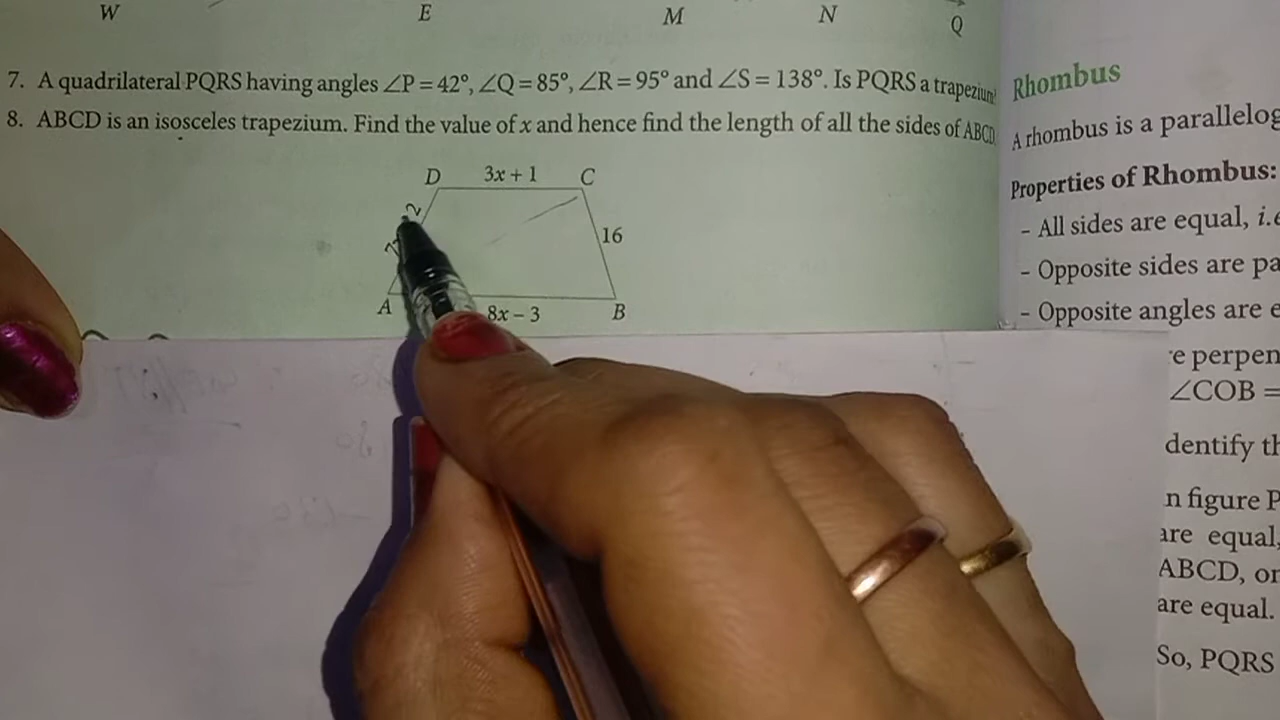 W E M N Q
7. A quadrilateral PQRS having angles ∠P = 42°, ∠Q = 85°, ∠R = 95° and ∠S = 138°. Is PQRS a trapezium
8. ABCD is an isosceles trapezium. Find the value of x and hence find the length of all the sides of ABCD
D 3x + 1 C
2
16
A 8x – 3 B
Rhombus
A rhombus is a parallelog
Properties of Rhombus:
- All sides are equal, i.e
- Opposite sides are pa
- Opposite angles are e
e perpen
∠COB =
dentify th
n figure P
are equal,
ABCD, or
are equal.
So, PQRS